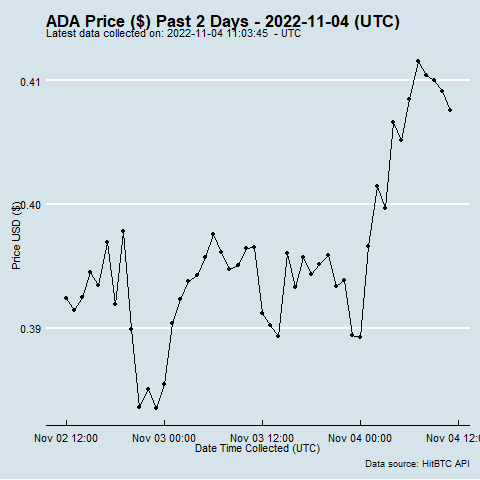 ADA Price ($) Past 2 Days - 2022-11-04 (UTC)
Latest data collected on: 2022-11-04 11:03:45 - UTC
0.41
0.40
0.39
Price USD ($)
Nov 02 12:00 Nov 03 00:00 Nov 03 12:00 Nov 04 00:00 Nov 04 12:
Date Time Collected (UTC)
Data source: HitBTC API